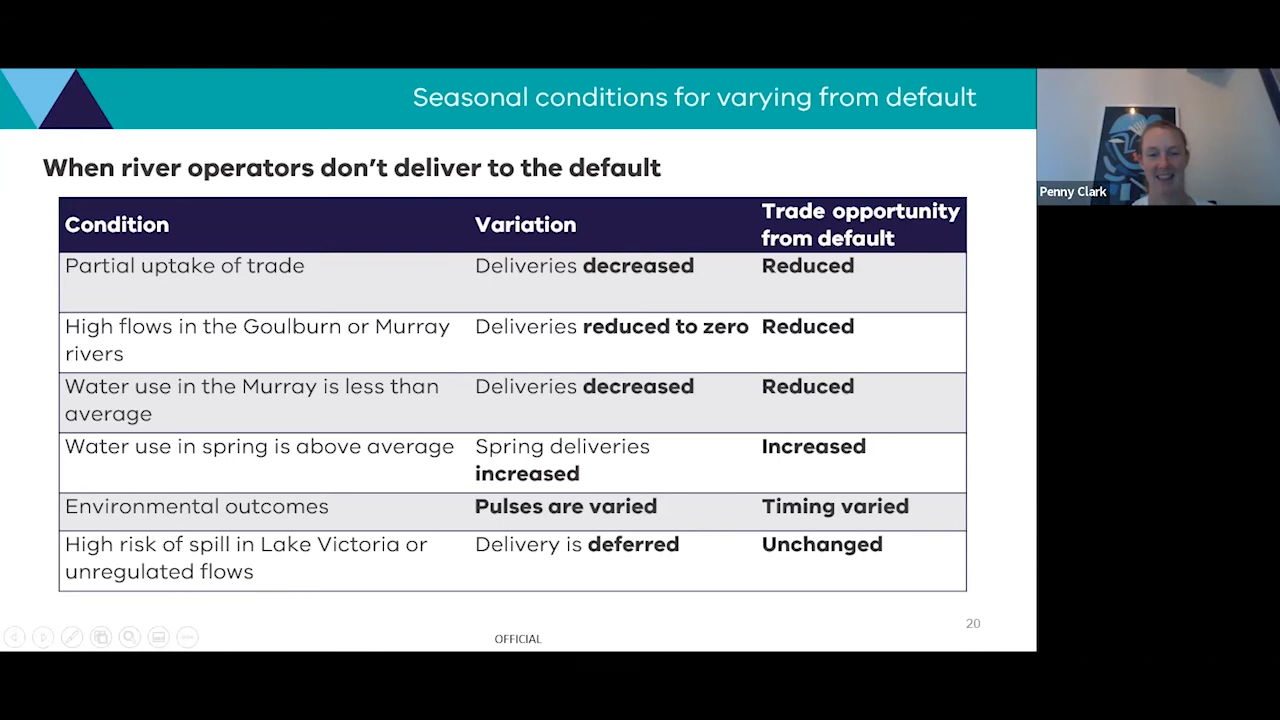 Seasonal conditions for varying from default
Penny Clark
When river operators don't deliver to the default
Condition
Variation
Trade opportunity
from default
Partial uptake of trade
Deliveries decreased
Reduced
High flows in the Goulburn or Murray
rivers
Deliveries reduced to zero
Reduced
Water use in the Murray is less than
average
Deliveries decreased
Reduced
Water use in spring is above average
Spring deliveries
increased
Increased
Environmental outcomes
Pulses are varied
Timing varied
High risk of spill in Lake Victoria or
unregulated flows
Delivery is deferred
Unchanged
20
OFFICIAL